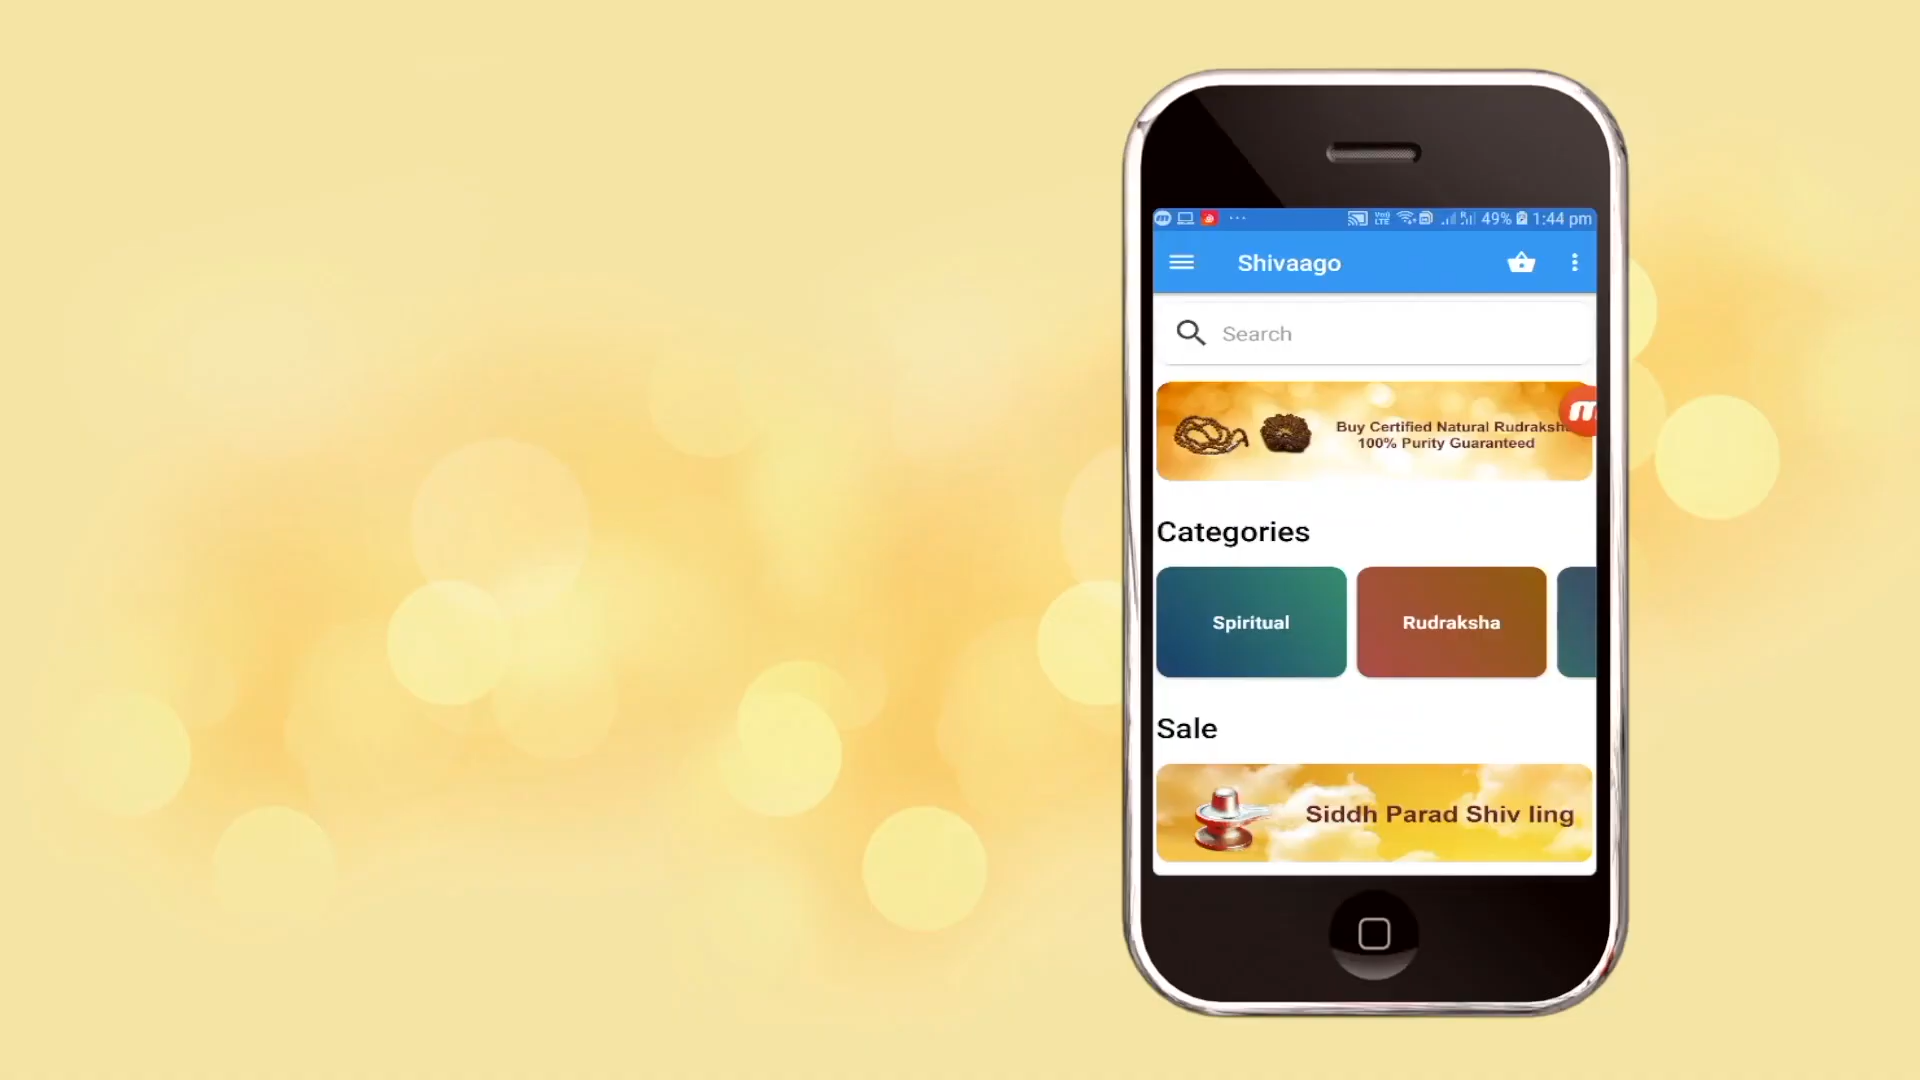 49% 1:44 pm
Shivaago
Search
Buy Certified Natural Rudraksh
100% Purity Guaranteed
Categories
Spiritual
Rudraksha
Sale
Siddh Parad Shiv ling